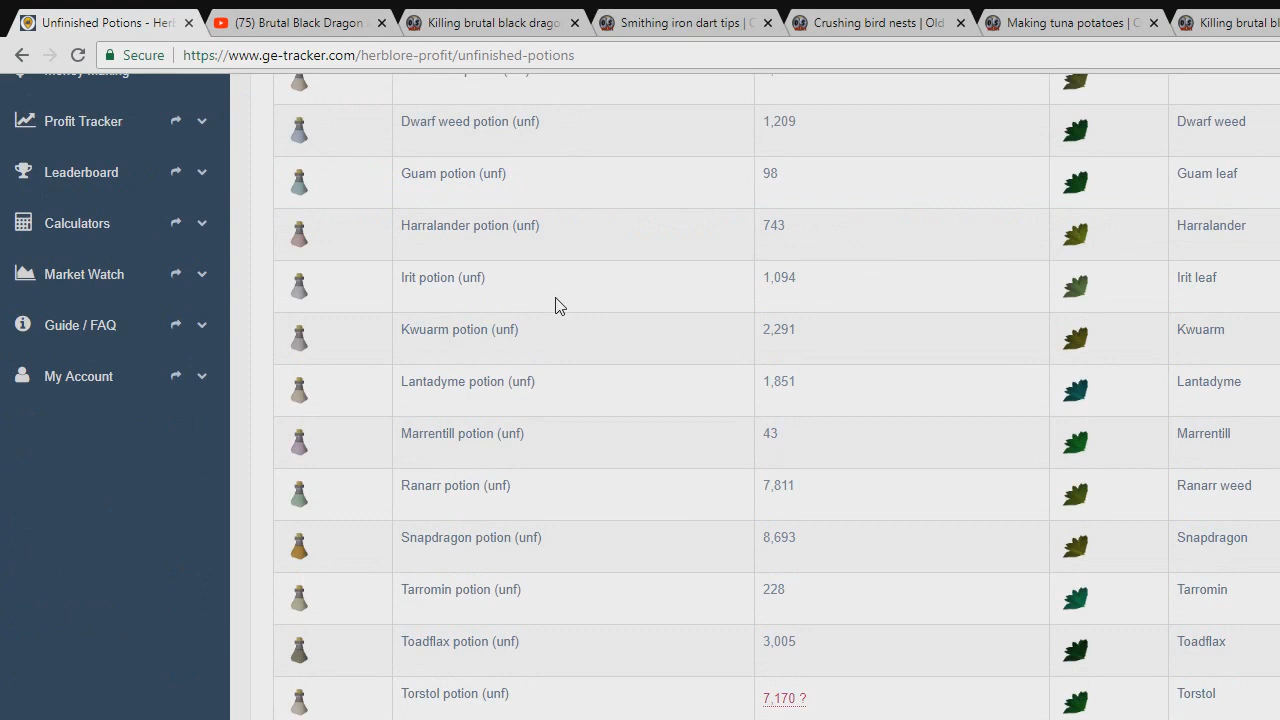 Unfinished Potions - Herb
(75) Brutal Black Dragon
Killing brutal black drago
Smithing iron dart tips | O
Crushing bird nests | Old
Making tuna potatoes | O
Killing brutal bl
Secure https://www.ge-tracker.com/herblore-profit/unfinished-potions
Money Making
Profit Tracker
Leaderboard
Calculators
Market Watch
Guide / FAQ
My Account
Dwarf weed potion (unf) 1,209 Dwarf weed
Guam potion (unf) 98 Guam leaf
Harralander potion (unf) 743 Harralander
Irit potion (unf) 1,094 Irit leaf
Kwuarm potion (unf) 2,291 Kwuarm
Lantadyme potion (unf) 1,851 Lantadyme
Marrentill potion (unf) 43 Marrentill
Ranarr potion (unf) 7,811 Ranarr weed
Snapdragon potion (unf) 8,693 Snapdragon
Tarromin potion (unf) 228 Tarromin
Toadflax potion (unf) 3,005 Toadflax
Torstol potion (unf) 7,170 ? Torstol